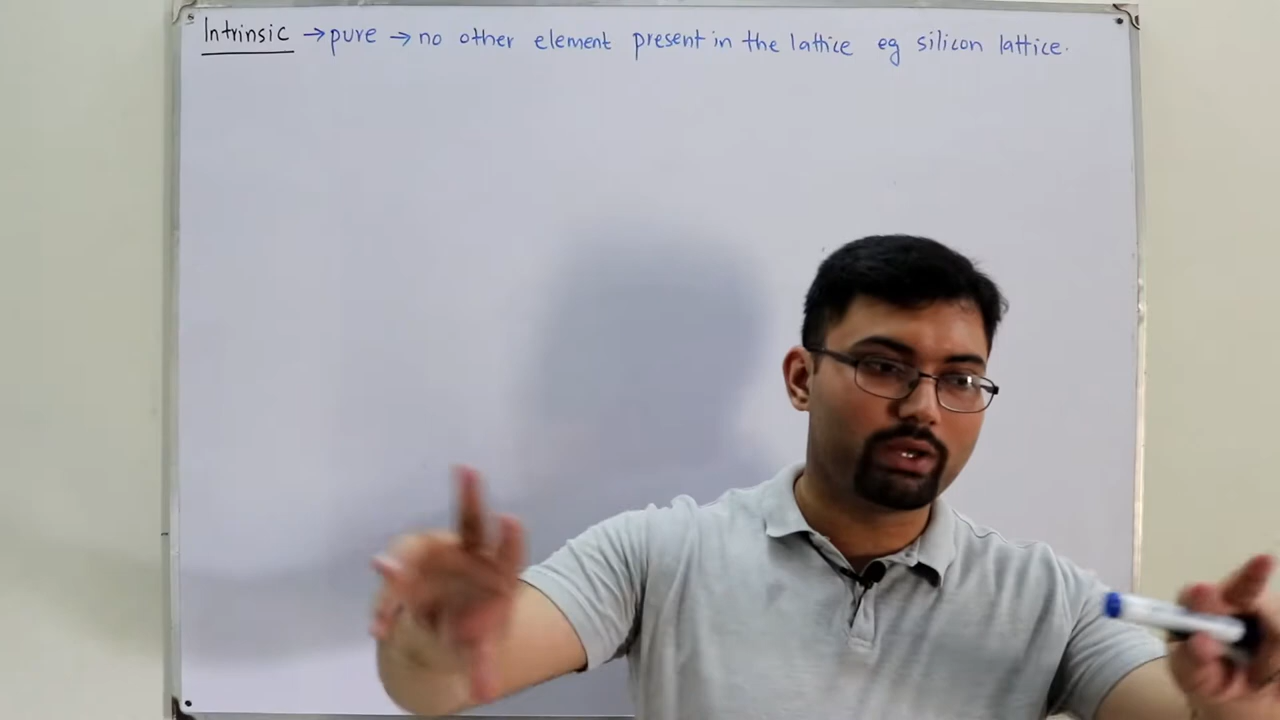 Intrinsic → pure → no other element present in the lattice eg silicon lattice.